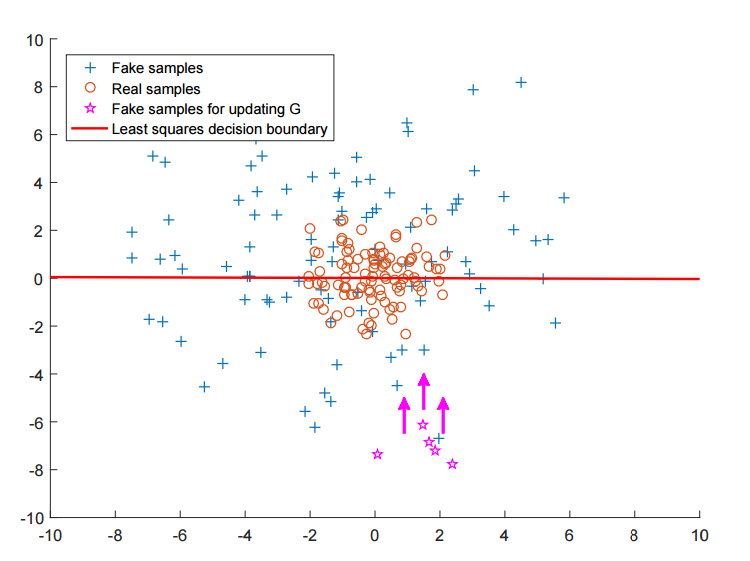 10
Fake samples
Real samples
Fake samples for updating G
Least squares decision boundary
8
6
4
2
0
-2
-4
-6
-8
-10
-10 -8 -6 -4 -2 0 2 4 6 8 10